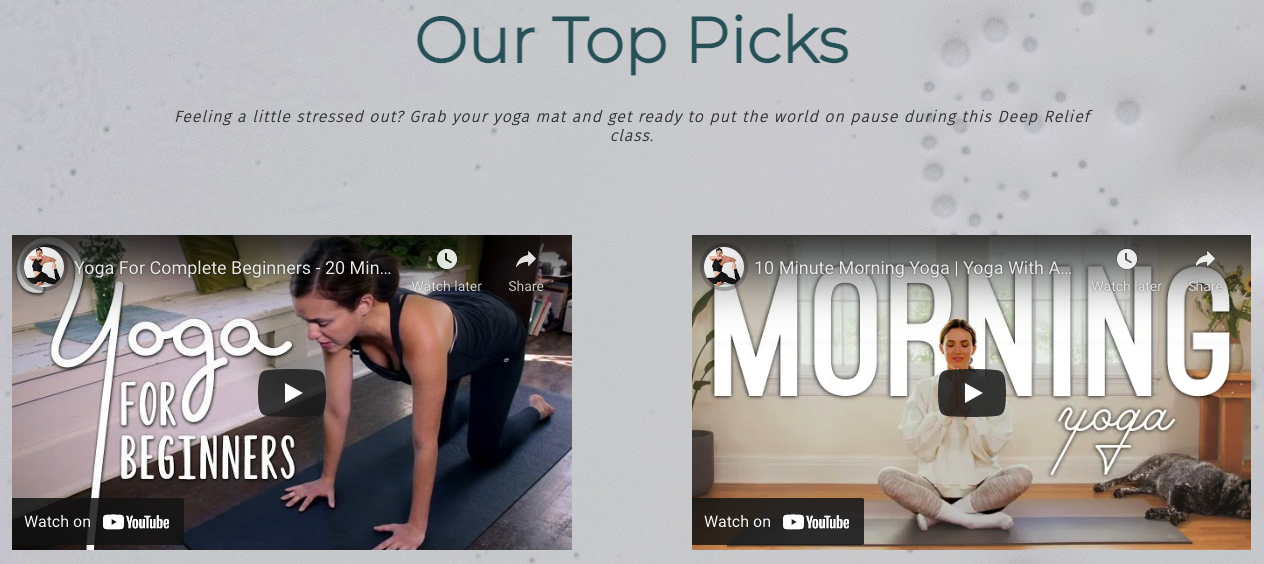 Our Top Picks
Feeling a little stressed out? Grab your yoga mat and get ready to put the world on pause during this Deep Relief
class.
Yoga For Complete Beginners - 20 Min...
Watch later
Share
Yoga
FOR
BEGINNERS
Watch on YouTube
10 Minute Morning Yoga | Yoga With A...
Watch later
Share
MORNING
yoga
Watch on YouTube